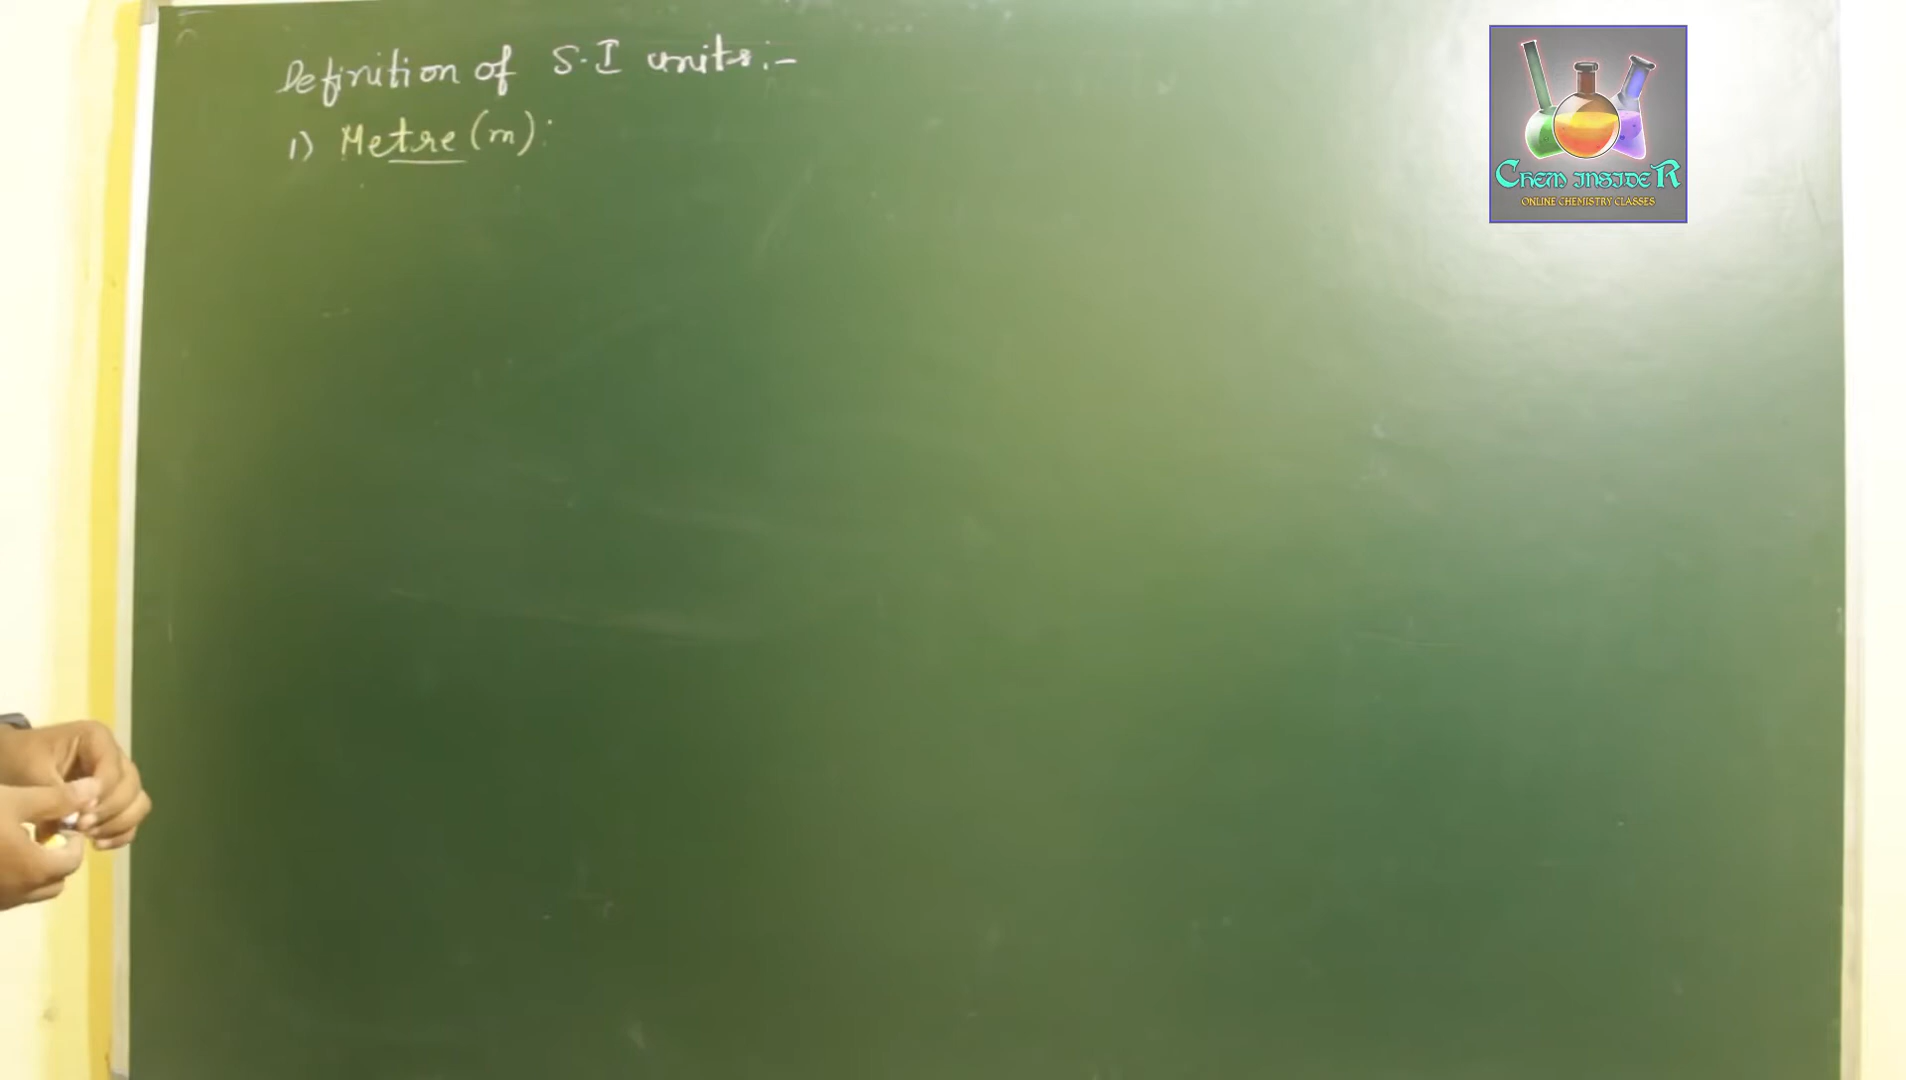 Definition of S.I units:-
1) Metre (m):
CHEM INSIDER
ONLINE CHEMISTRY CLASSES